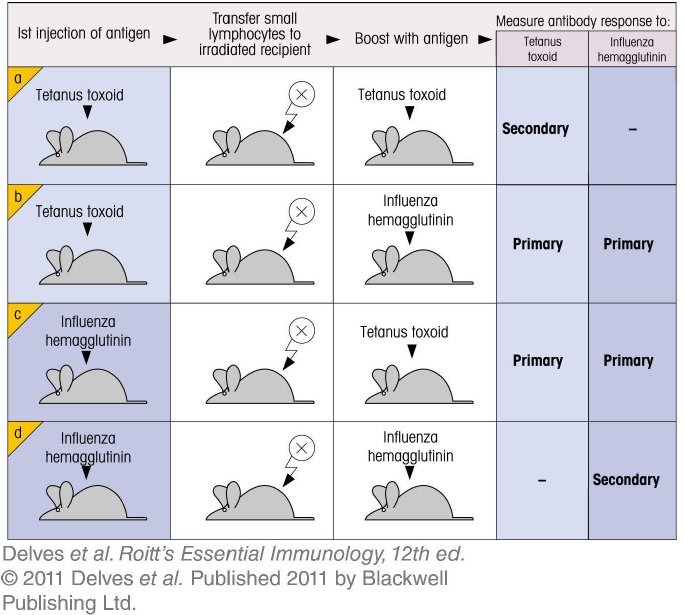 Ist injection of antigen
Transfer small
lymphocytes to
irradiated recipient
Boost with antigen
Measure antibody response to:
Tetanus
toxoid
Influenza
hemagglutinin
a
Tetanus toxoid
Tetanus toxoid
Secondary
–
b
Tetanus toxoid
Influenza
hemagglutinin
Primary
Primary
c
Influenza
hemagglutinin
Tetanus toxoid
Primary
Primary
d
Influenza
hemagglutinin
Influenza
hemagglutinin
–
Secondary
Delves et al. Roitt's Essential Immunology, 12th ed.
© 2011 Delves et al. Published 2011 by Blackwell
Publishing Ltd.